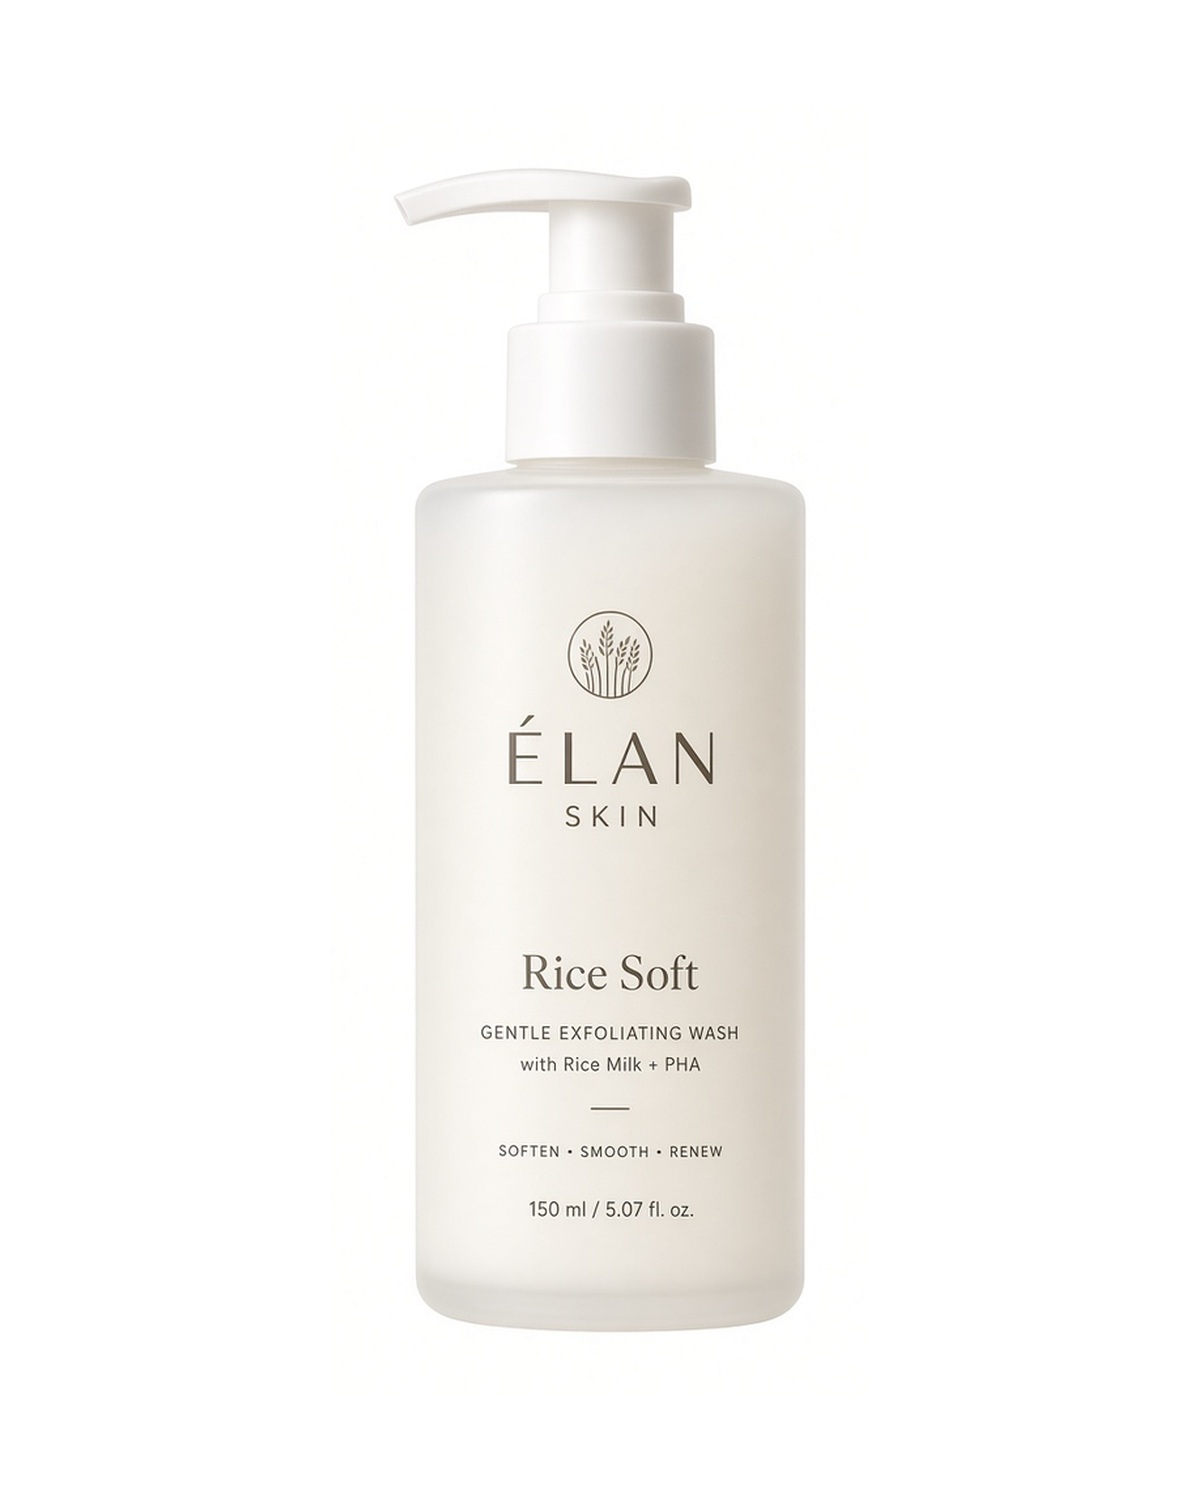 ÉLAN
SKIN
Rice Soft
GENTLE EXFOLIATING WASH
with Rice Milk + PHA
SOFTEN • SMOOTH • RENEW
150 ml / 5.07 fl. oz.